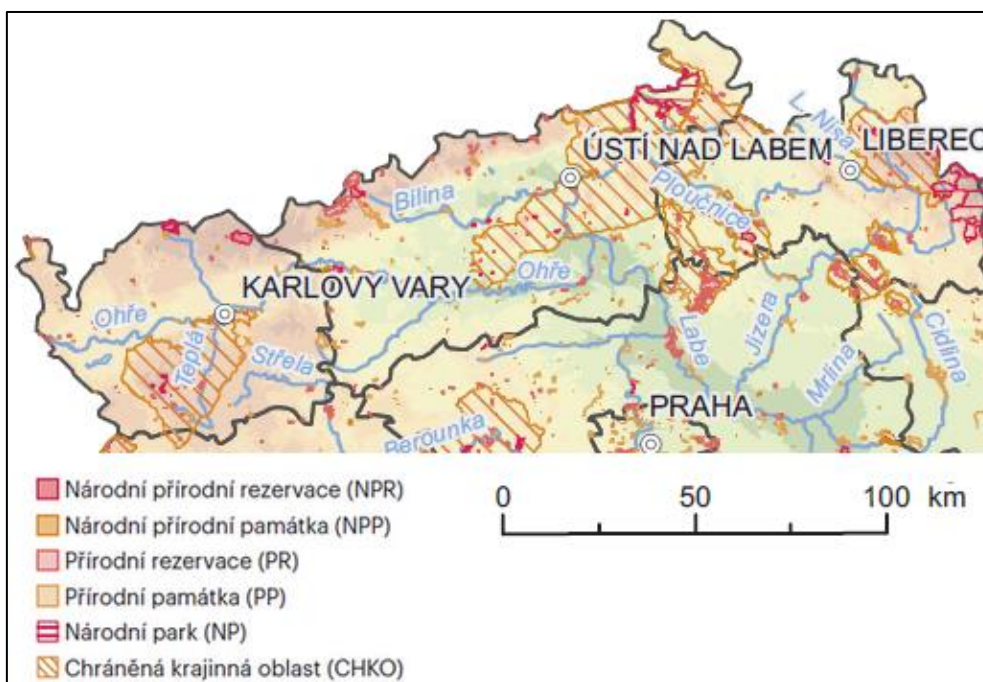 L. Nisa
LIBEREC
ÚSTÍ NAD LABEM
Bílina
Ploučnice
KARLOVY VARY
Ohře
Ohře
Teplá
Střela
Labe
Jizera
Mrlina
Cidlina
PRAHA
Berounka
Národní přírodní rezervace (NPR)
Národní přírodní památka (NPP)
Přírodní rezervace (PR)
Přírodní památka (PP)
Národní park (NP)
Chráněná krajinná oblast (CHKO)
0 50 100 km